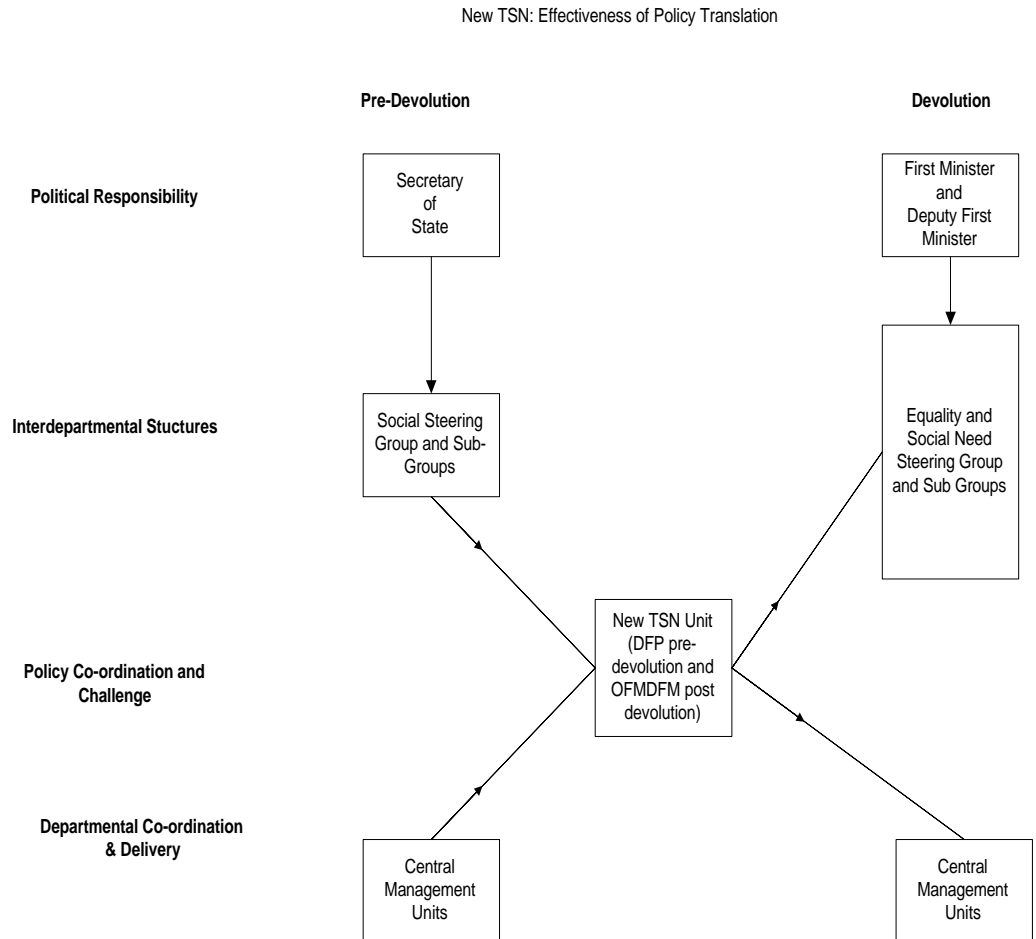 New TSN: Effectiveness of Policy Translation
Pre-Devolution
Devolution
Political Responsibility
Secretary
of
State
First Minister
and
Deputy First
Minister
Interdepartmental Stuctures
Social Steering
Group and Sub-
Groups
Equality and
Social Need
Steering Group
and Sub Groups
Policy Co-ordination and
Challenge
New TSN Unit
(DFP pre-
devolution and
OFMDFM post
devolution)
Departmental Co-ordination
& Delivery
Central
Management
Units
Central
Management
Units